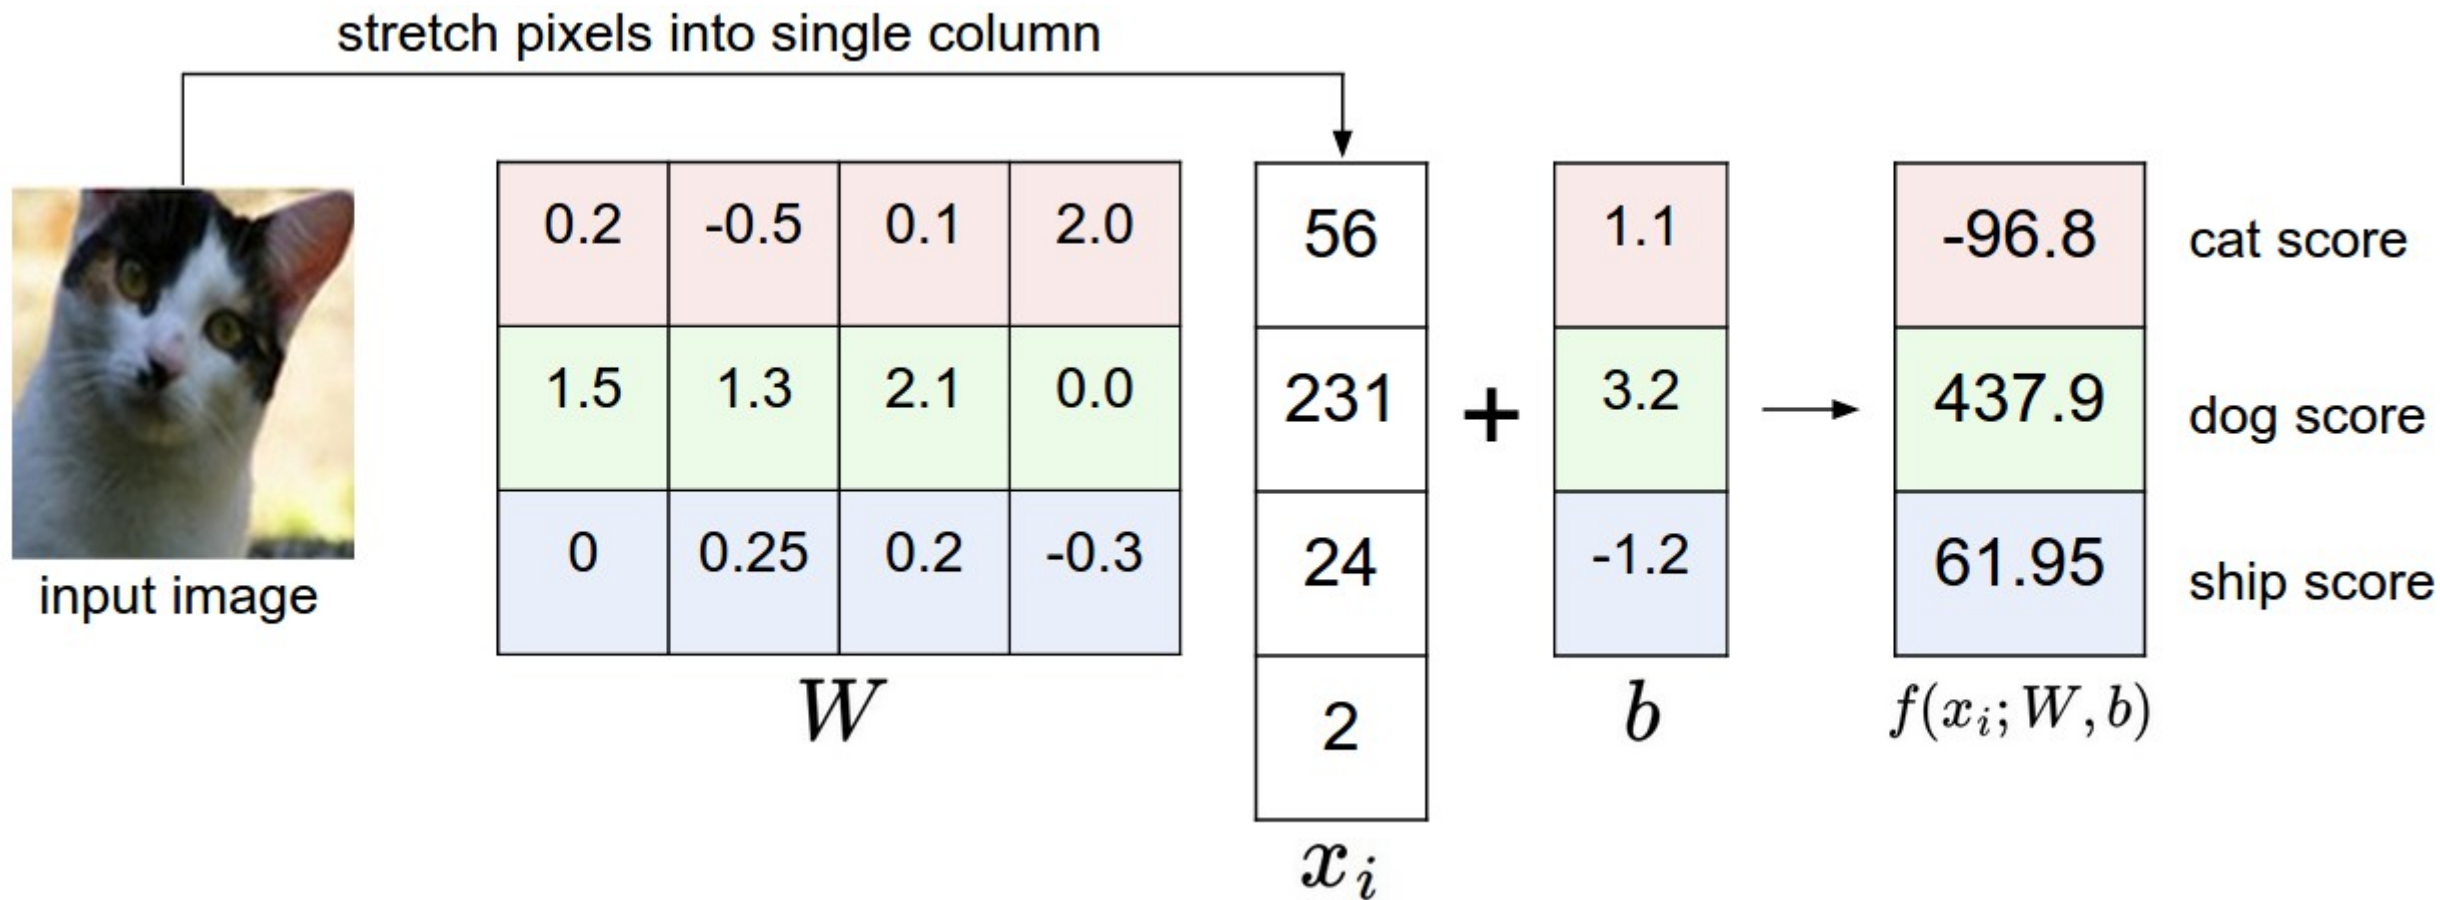 stretch pixels into single column
0.2 -0.5 0.1 2.0
1.5 1.3 2.1 0.0
0 0.25 0.2 -0.3
W
56
231
24
2
x_i
+
1.1
3.2
-1.2
b
-96.8 cat score
437.9 dog score
61.95 ship score
f(x_i; W, b)
input image